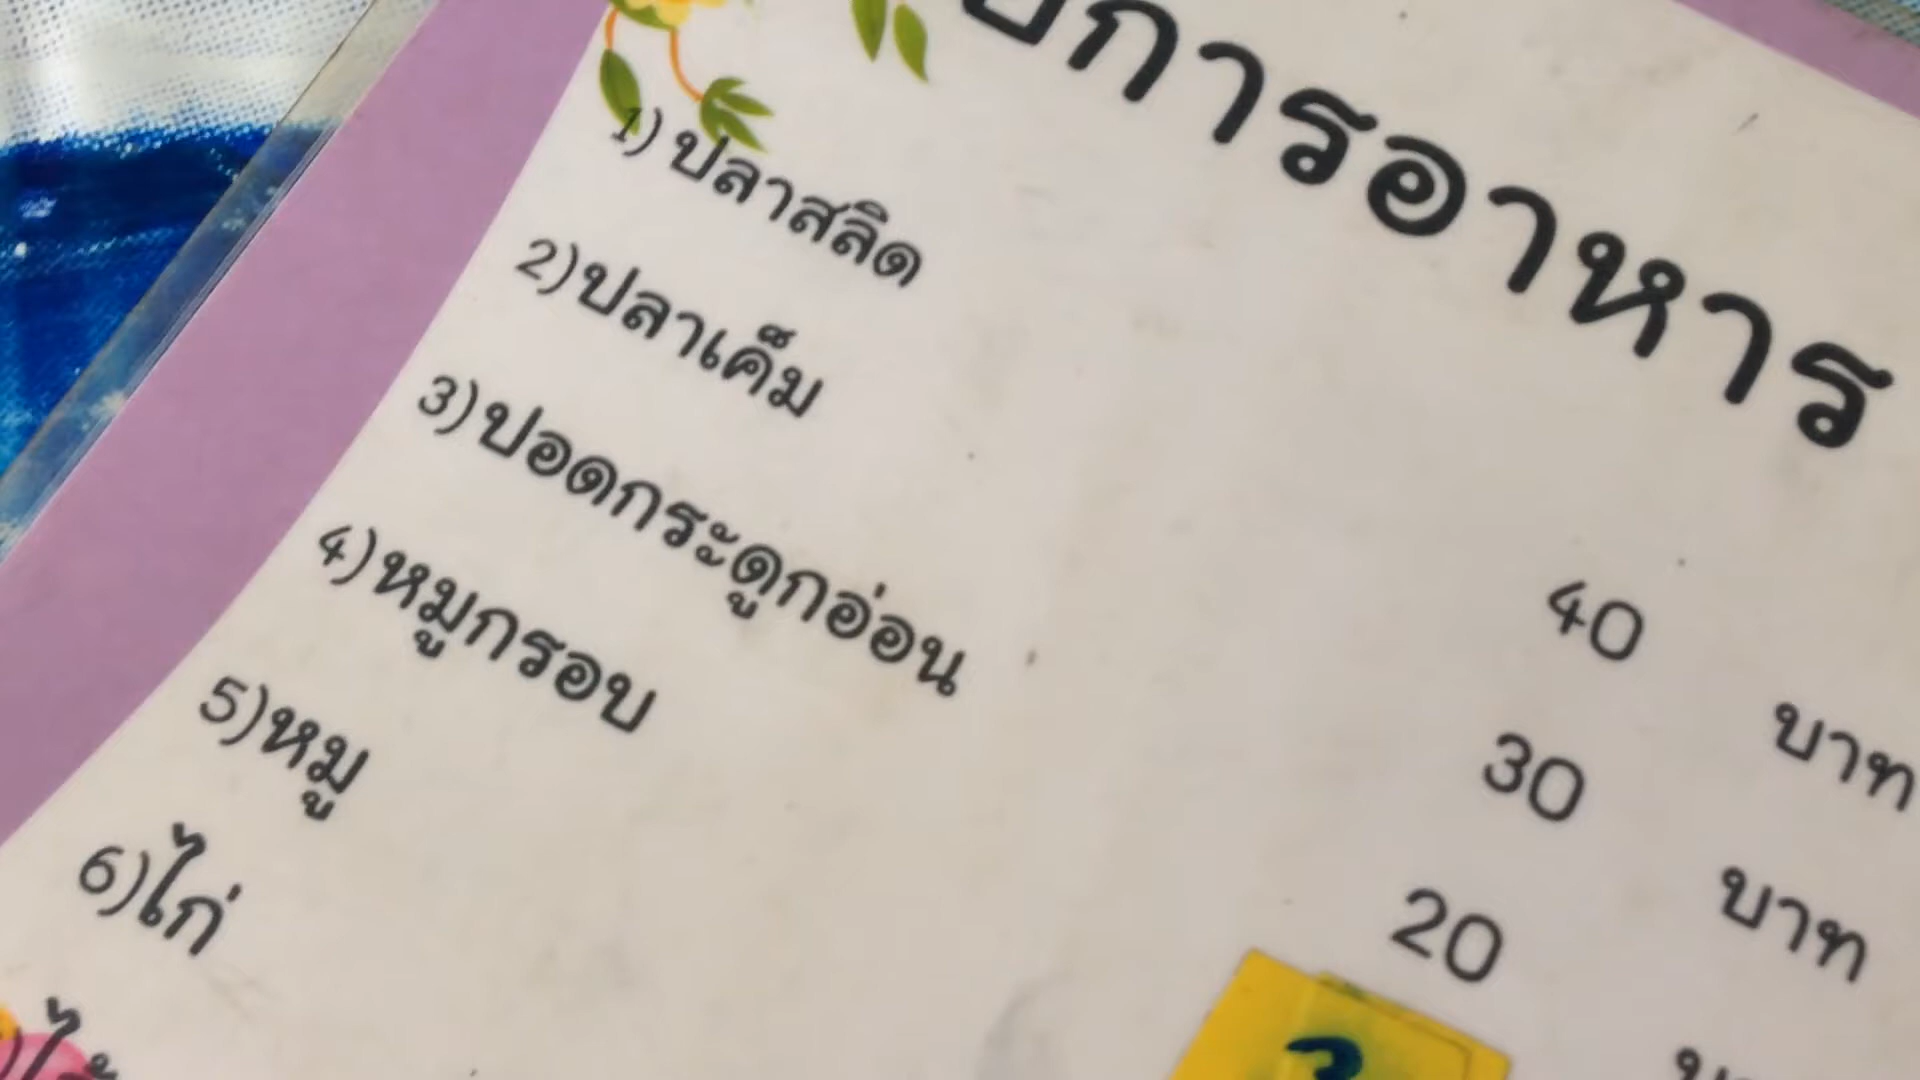 การอาหาร
1) ปลาสลิด 40 บาท
2) ปลาเค็ม 30 บาท
3) ปอดกระดูกอ่อน 20
4) หมูกรอบ
5) หมู
6) ไก่